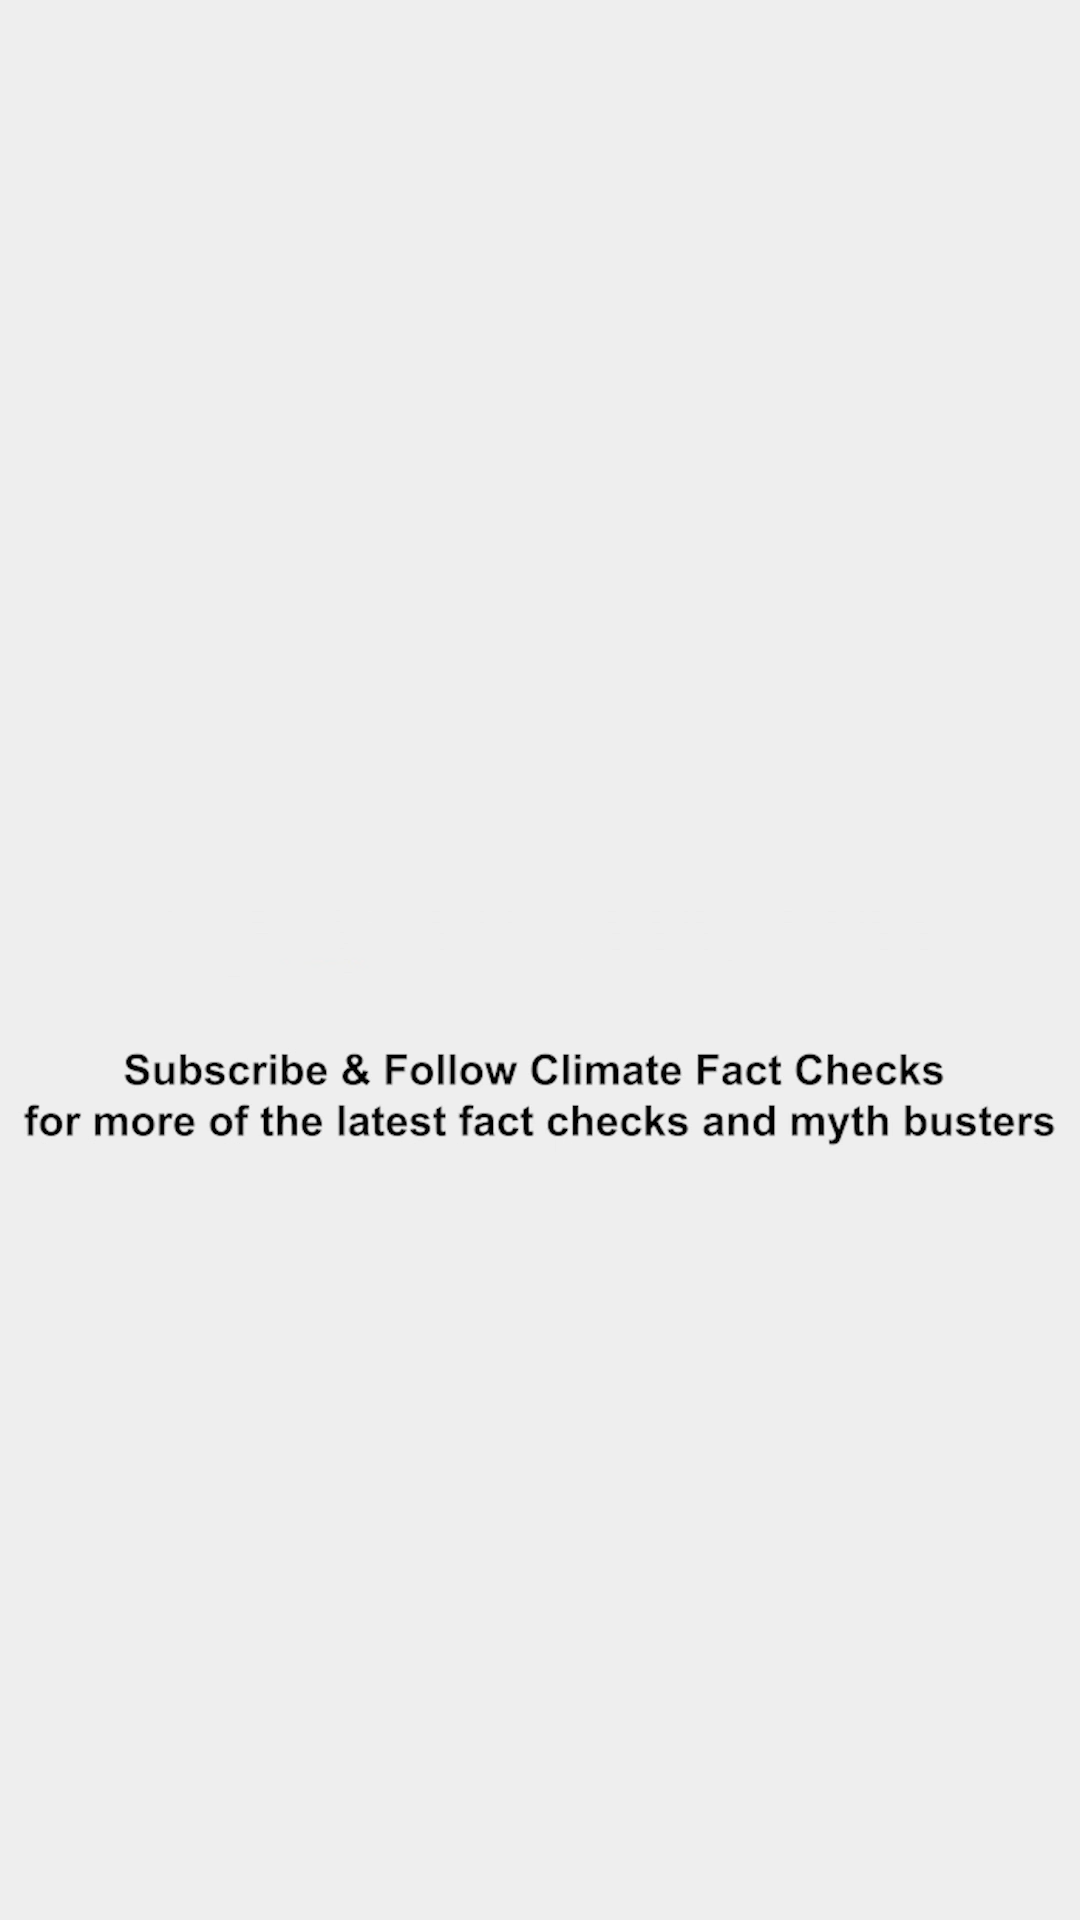 Subscribe & Follow Climate Fact Checks
for more of the latest fact checks and myth busters